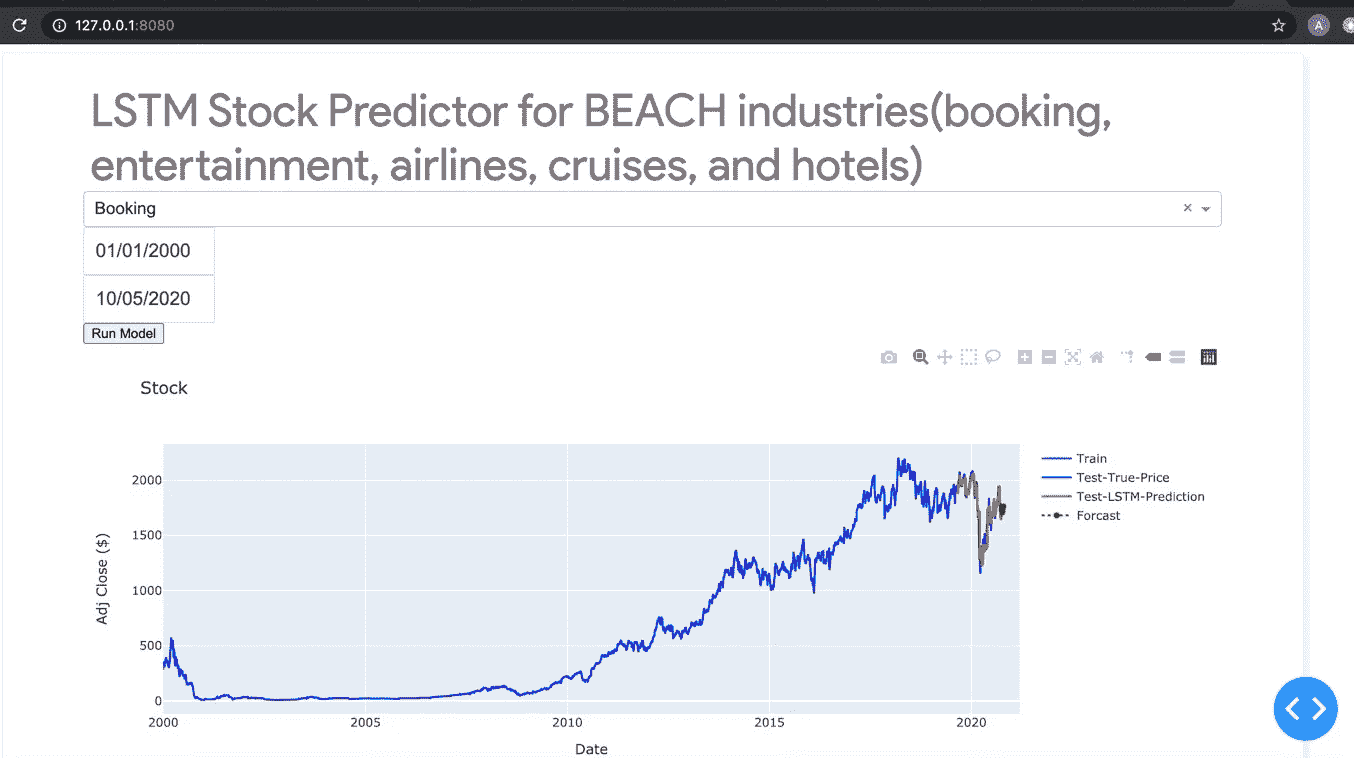 127.0.0.1:8080
A
LSTM Stock Predictor for BEACH industries(booking,
entertainment, airlines, cruises, and hotels)
Booking
01/01/2000
10/05/2020
Run Model
Stock
Train
Test-True-Price
Test-LSTM-Prediction
Forcast
Adj Close ($)
2000
1500
1000
500
0
2000 2005 2010 2015 2020
Date